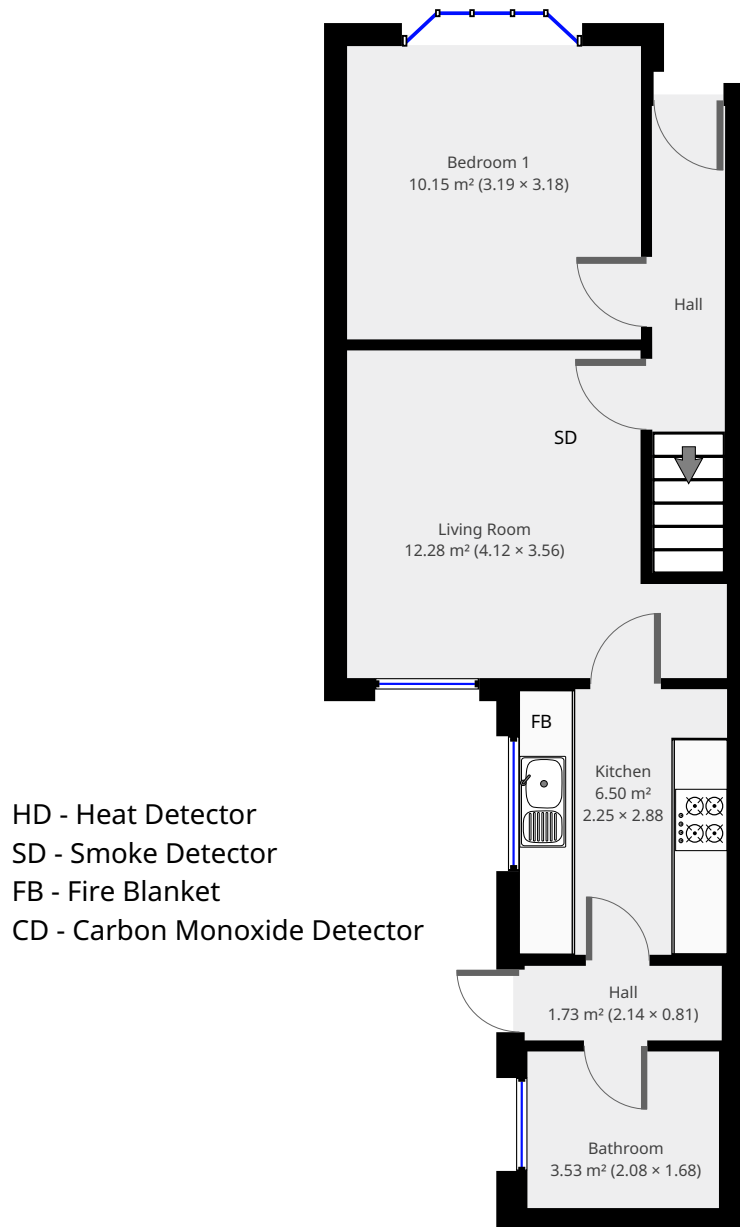 Bedroom 1
10.15 m² (3.19 × 3.18)
Hall
SD
Living Room
12.28 m² (4.12 × 3.56)
FB
Kitchen
6.50 m²
2.25 × 2.88
HD - Heat Detector
SD - Smoke Detector
FB - Fire Blanket
CD - Carbon Monoxide Detector
Hall
1.73 m² (2.14 × 0.81)
Bathroom
3.53 m² (2.08 × 1.68)